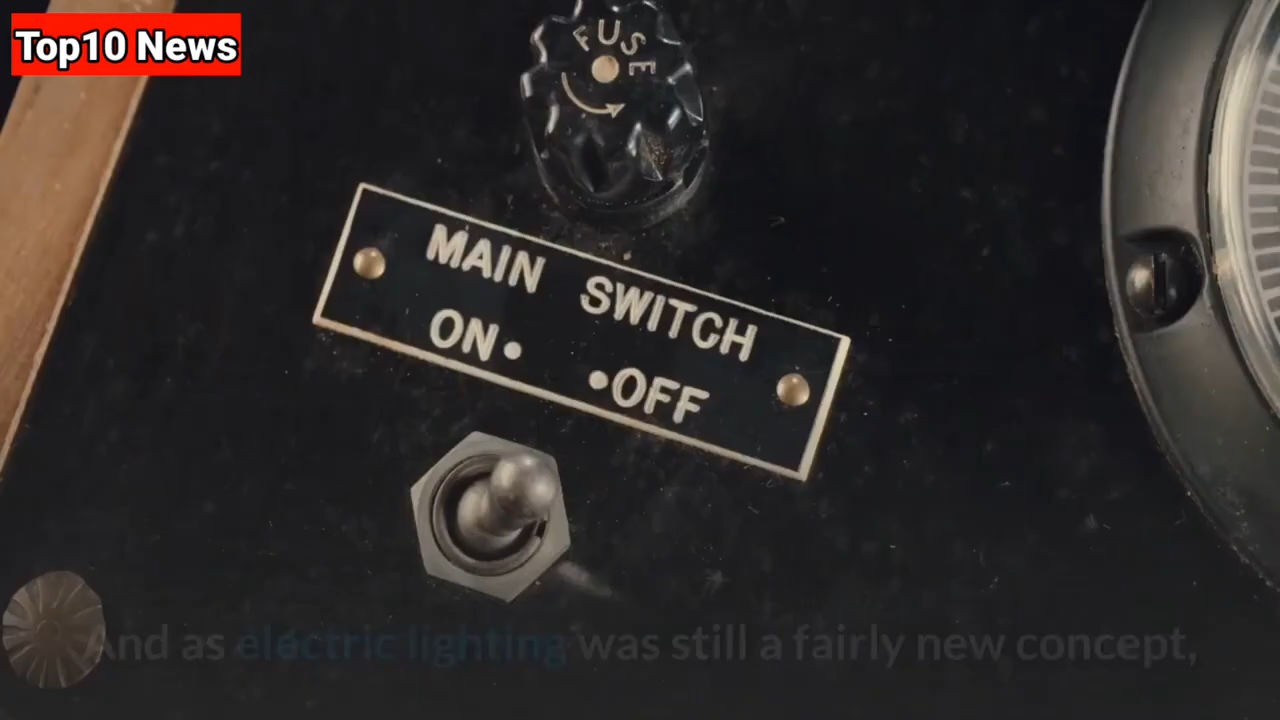 Top10 News
FUSE
MAIN SWITCH
ON• •OFF
And as electric lighting was still a fairly new concept,